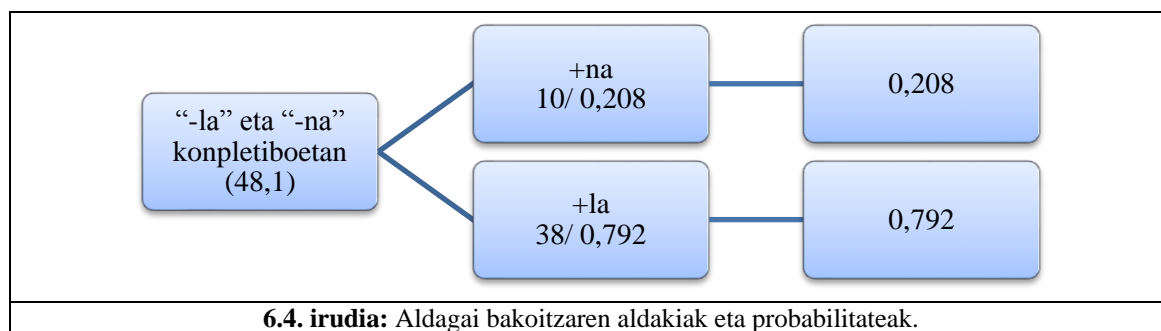 “-la” eta “-na”
konpletiboetan
(48,1)
+na
10/ 0,208
0,208
+la
38/ 0,792
0,792
6.4. irudia: Aldagai bakoitzaren aldakiak eta probabilitateak.